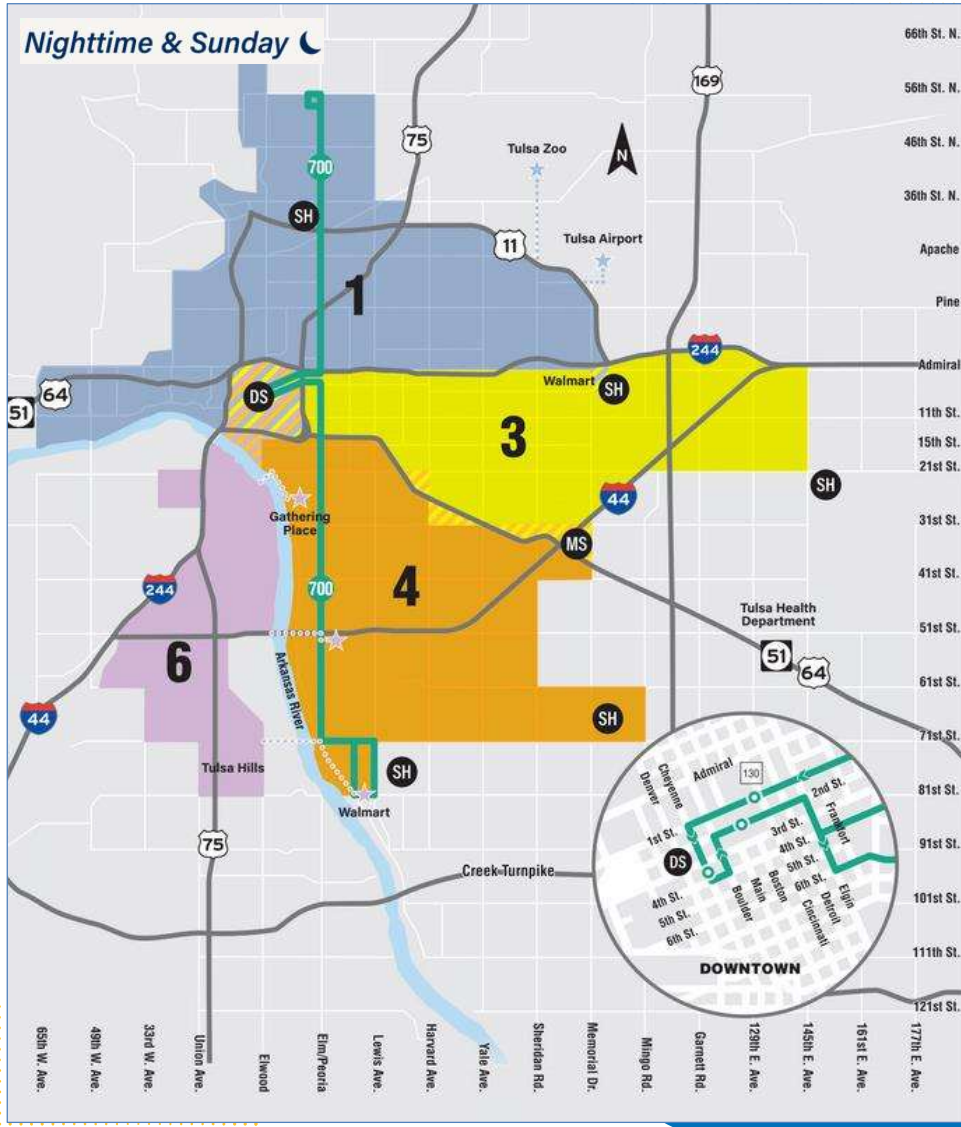 Nighttime & Sunday
66th St. N.
169
56th St. N.
75
46th St. N.
Tulsa Zoo
N
700
36th St. N.
SH
Tulsa Airport
11
Apache
1
Pine
244
Admiral
64
51
DS
Walmart
SH
11th St.
3
15th St.
21st St.
SH
44
Gathering
Place
31st St.
MS
41st St.
700
4
244
Tulsa Health
Department
51st St.
51
64
6
Arkansas River
61st St.
44
SH
71st St.
Tulsa Hills
SH
81st St.
Walmart
75
91st St.
Creek Turnpike
101st St.
111th St.
121st St.
Denver
Cheyenne
Admiral
130
2nd St.
1st St.
3rd St.
Frankfort
4th St.
5th St.
6th St.
DS
4th St.
5th St.
6th St.
Boulder
Main
Boston
Cincinnati
Detroit
Elgin
DOWNTOWN
65th W. Ave.
49th W. Ave.
33rd W. Ave.
Union Ave.
Elwood
Elm/Peoria
Lewis Ave.
Harvard Ave.
Yale Ave.
Sheridan Rd.
Memorial Dr.
Mingo Rd.
Garnett Rd.
129th E. Ave.
145th E. Ave.
161st E. Ave.
177th E. Ave.